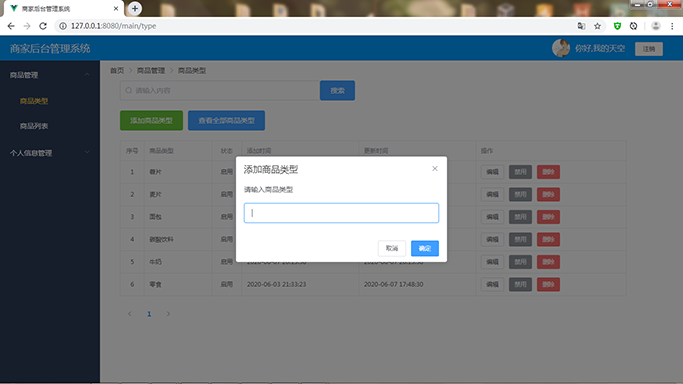 商家后台管理系统
127.0.0.1:8080/main/type
商家后台管理系统
你好,我的天空
注销
商品管理
商品类型
商品列表
个人信息管理
首页 > 商品管理 > 商品类型
请输入内容
搜索
添加商品类型
查看全部商品类型
序号 商品类型 状态 添加时间 更新时间 操作
1 薯片 启用 编辑 禁用 删除
2 麦片 启用 编辑 禁用 删除
3 面包 启用 编辑 禁用 删除
4 碳酸饮料 启用 编辑 禁用 删除
5 牛奶 启用 编辑 禁用 删除
6 零食 启用 2020-06-03 21:33:23 2020-06-07 17:48:30 编辑 禁用 删除
1
添加商品类型
请输入商品类型
取消
确定